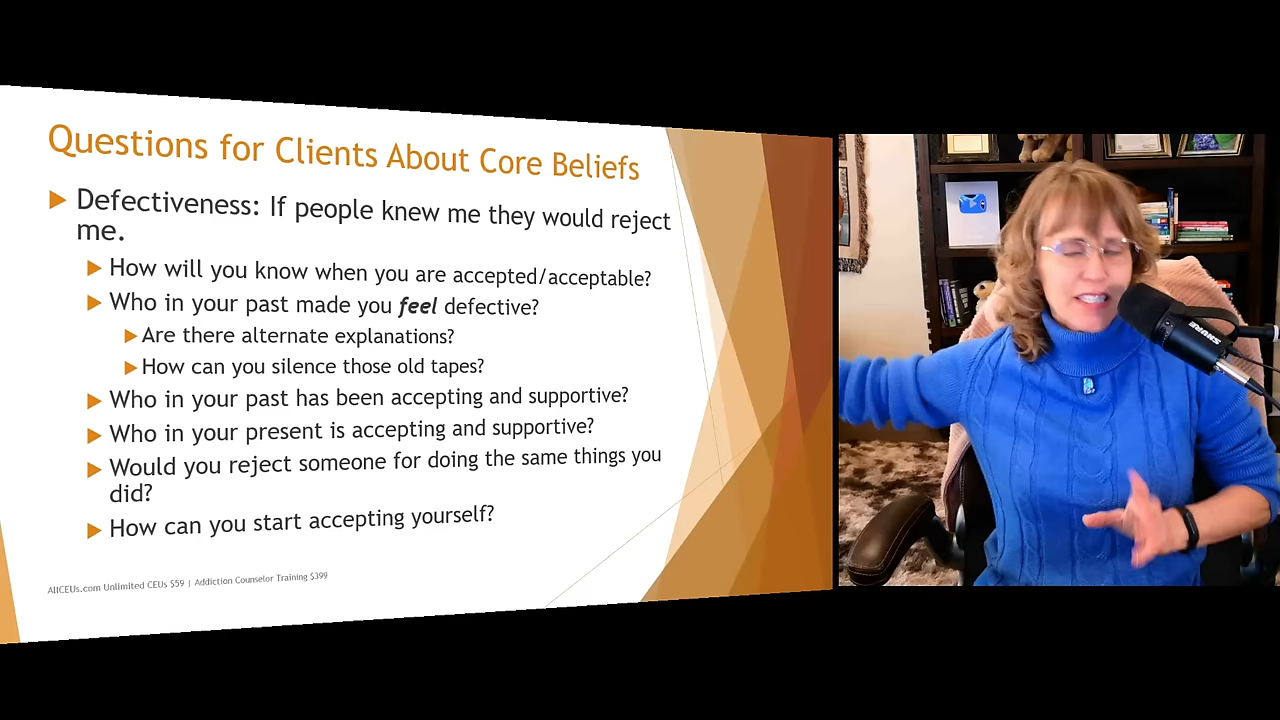 Questions for Clients About Core Beliefs
Defectiveness: If people knew me they would reject
me.
How will you know when you are accepted/acceptable?
Who in your past made you feel defective?
Are there alternate explanations?
How can you silence those old tapes?
Who in your past has been accepting and supportive?
Who in your present is accepting and supportive?
Would you reject someone for doing the same things you
did?
How can you start accepting yourself?
AllCEUs.com Unlimited CEUs $59 | Addiction Counselor Training $399
SHURE